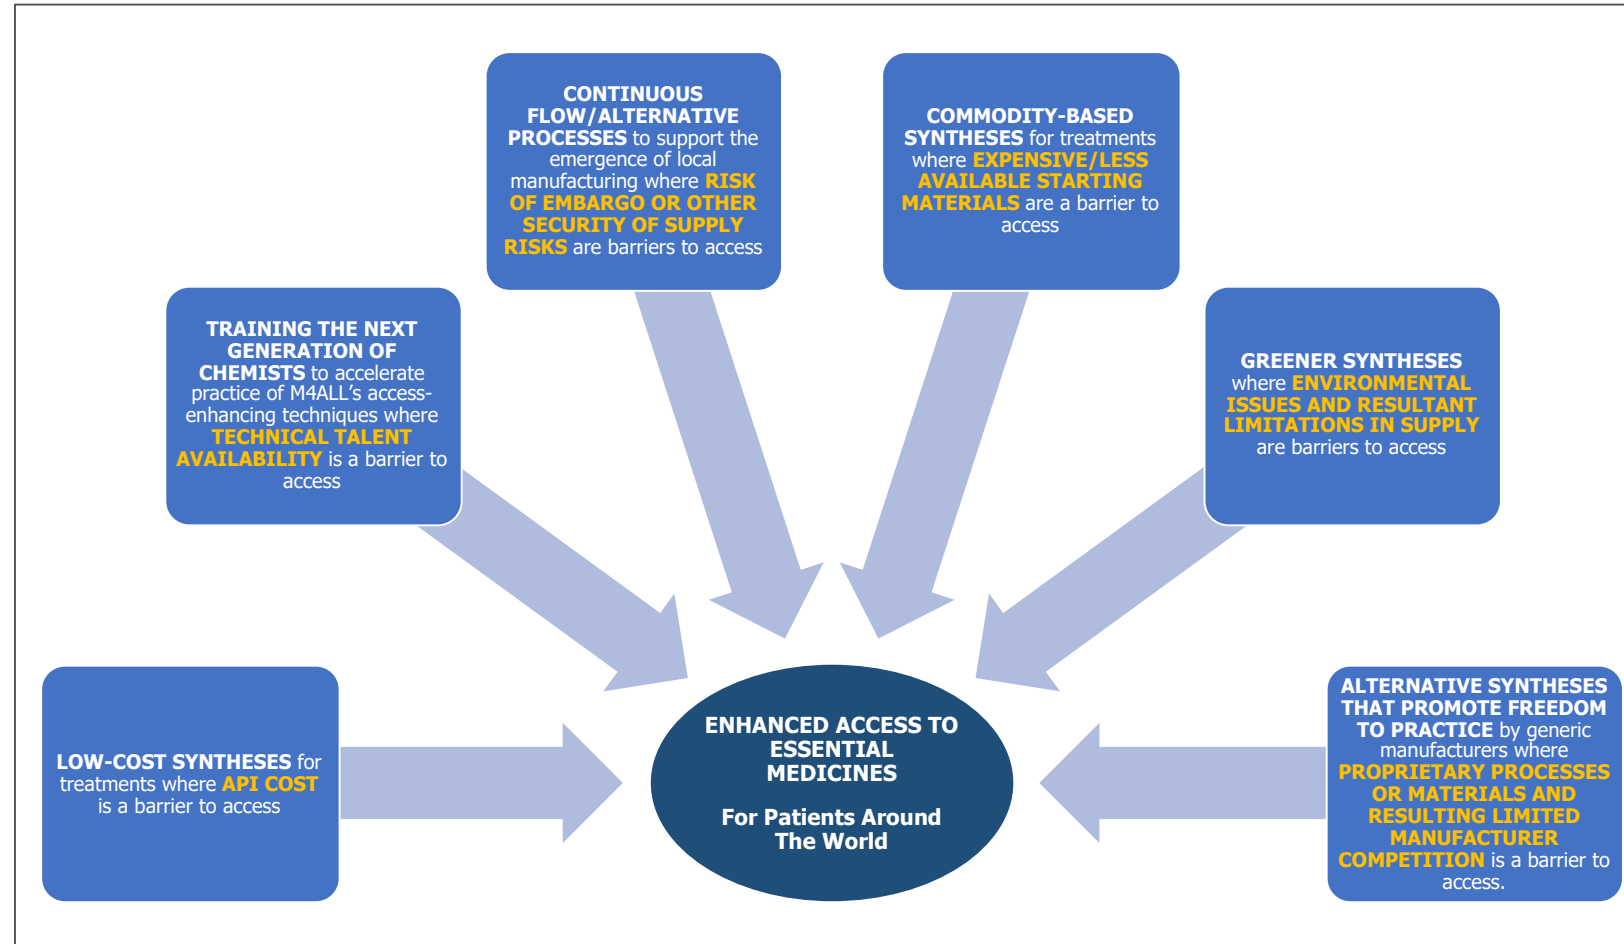 CONTINUOUS
FLOW/ALTERNATIVE
PROCESSES to support the
emergence of local
manufacturing where RISK
OF EMBARGO OR OTHER
SECURITY OF SUPPLY
RISKS are barriers to access
COMMODITY-BASED
SYNTHESES for treatments
where EXPENSIVE/LESS
AVAILABLE STARTING
MATERIALS are a barrier to
access
TRAINING THE NEXT
GENERATION OF
CHEMISTS to accelerate
practice of M4ALL’s access-
enhancing techniques where
TECHNICAL TALENT
AVAILABILITY is a barrier to
access
GREENER SYNTHESES
where ENVIRONMENTAL
ISSUES AND RESULTANT
LIMITATIONS IN SUPPLY
are barriers to access
LOW-COST SYNTHESES for
treatments where API COST
is a barrier to access
ENHANCED ACCESS TO
ESSENTIAL
MEDICINES
For Patients Around
The World
ALTERNATIVE SYNTHESES
THAT PROMOTE FREEDOM
TO PRACTICE by generic
manufacturers where
PROPRIETARY PROCESSES
OR MATERIALS AND
RESULTING LIMITED
MANUFACTURER
COMPETITION is a barrier to
access.